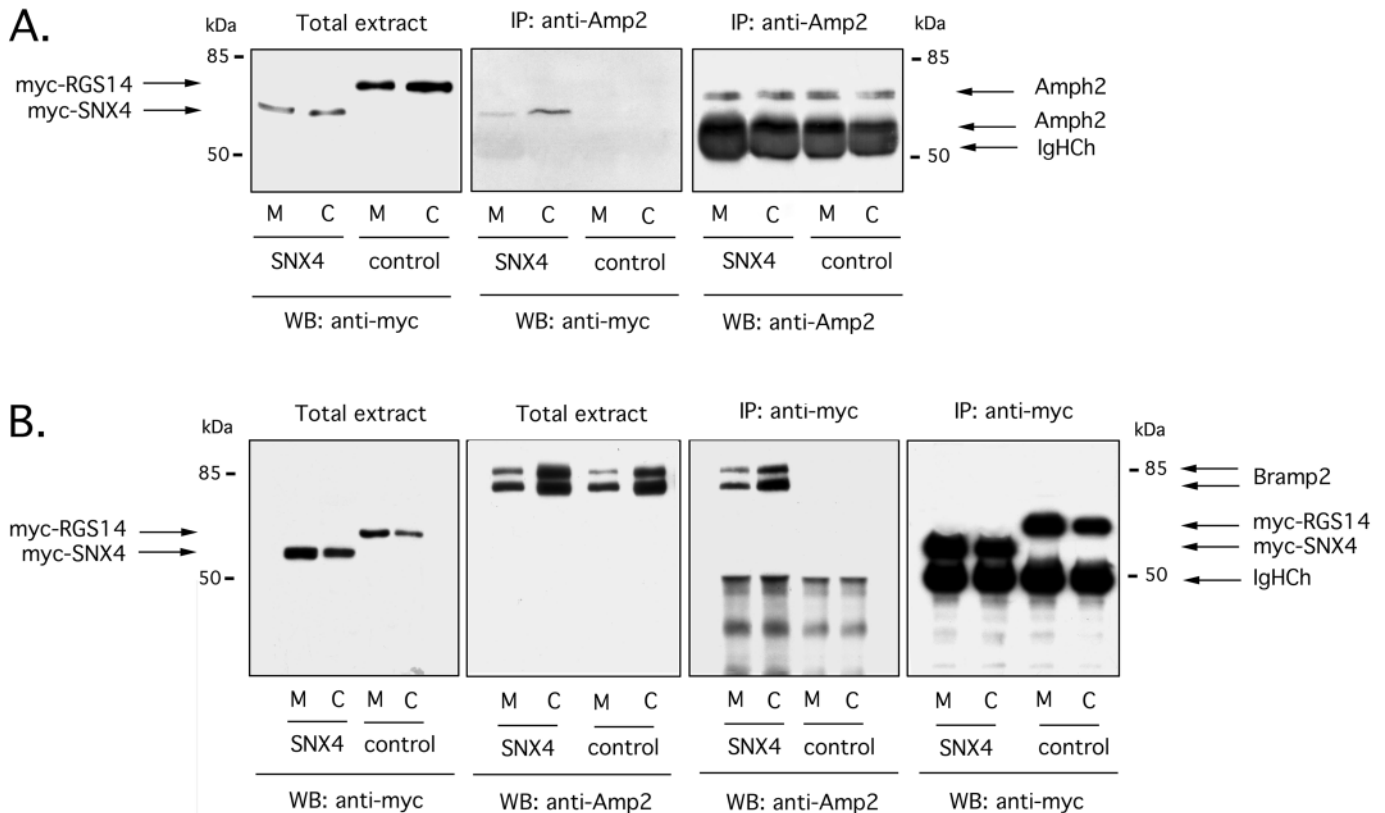 A.
kDa
Total extract
IP: anti-Amp2
IP: anti-Amp2
kDa
85 -
- 85
myc-RGS14
myc-SNX4
Amph2
Amph2
IgHCh
50 -
- 50
M C M C
M C M C
M C M C
SNX4 control
SNX4 control
SNX4 control
WB: anti-myc
WB: anti-myc
WB: anti-Amp2
B.
kDa
Total extract
Total extract
IP: anti-myc
IP: anti-myc
kDa
85 -
- 85
Bramp2
myc-RGS14
myc-SNX4
myc-RGS14
myc-SNX4
50 -
- 50
IgHCh
M C M C
M C M C
M C M C
M C M C
SNX4 control
SNX4 control
SNX4 control
SNX4 control
WB: anti-myc
WB: anti-Amp2
WB: anti-Amp2
WB: anti-myc